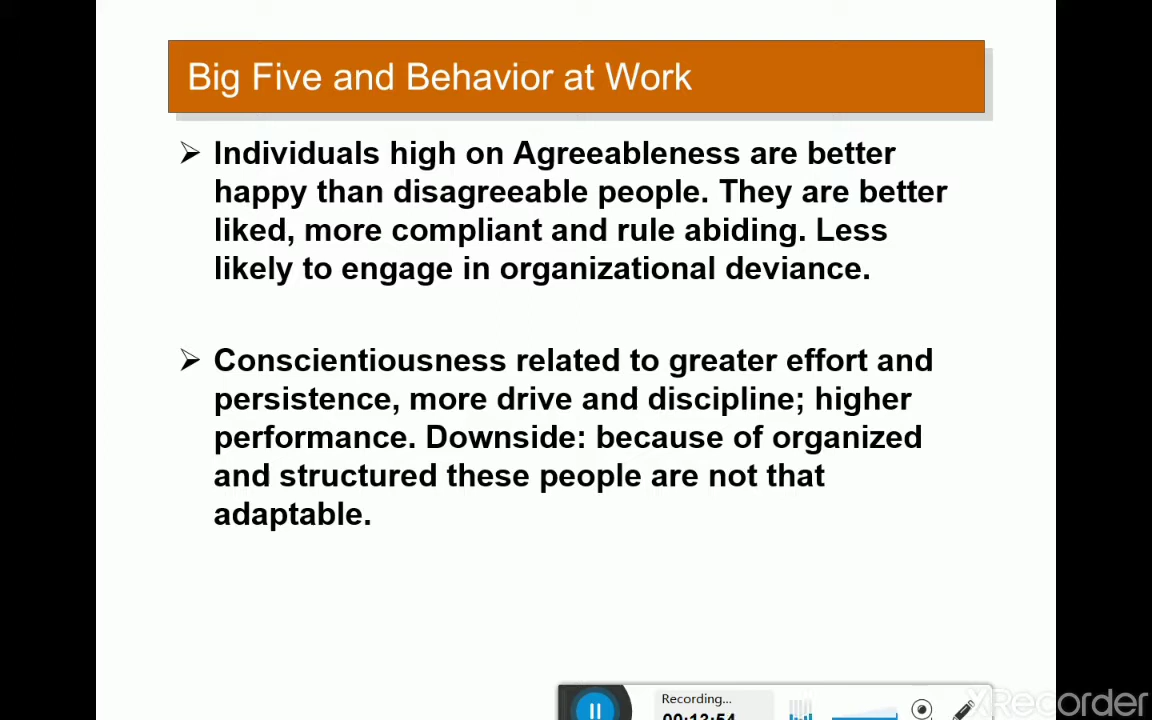 Big Five and Behavior at Work
Individuals high on Agreeableness are better
happy than disagreeable people. They are better
liked, more compliant and rule abiding. Less
likely to engage in organizational deviance.
Conscientiousness related to greater effort and
persistence, more drive and discipline; higher
performance. Downside: because of organized
and structured these people are not that
adaptable.
Recording...
00:13:54
XRecorder